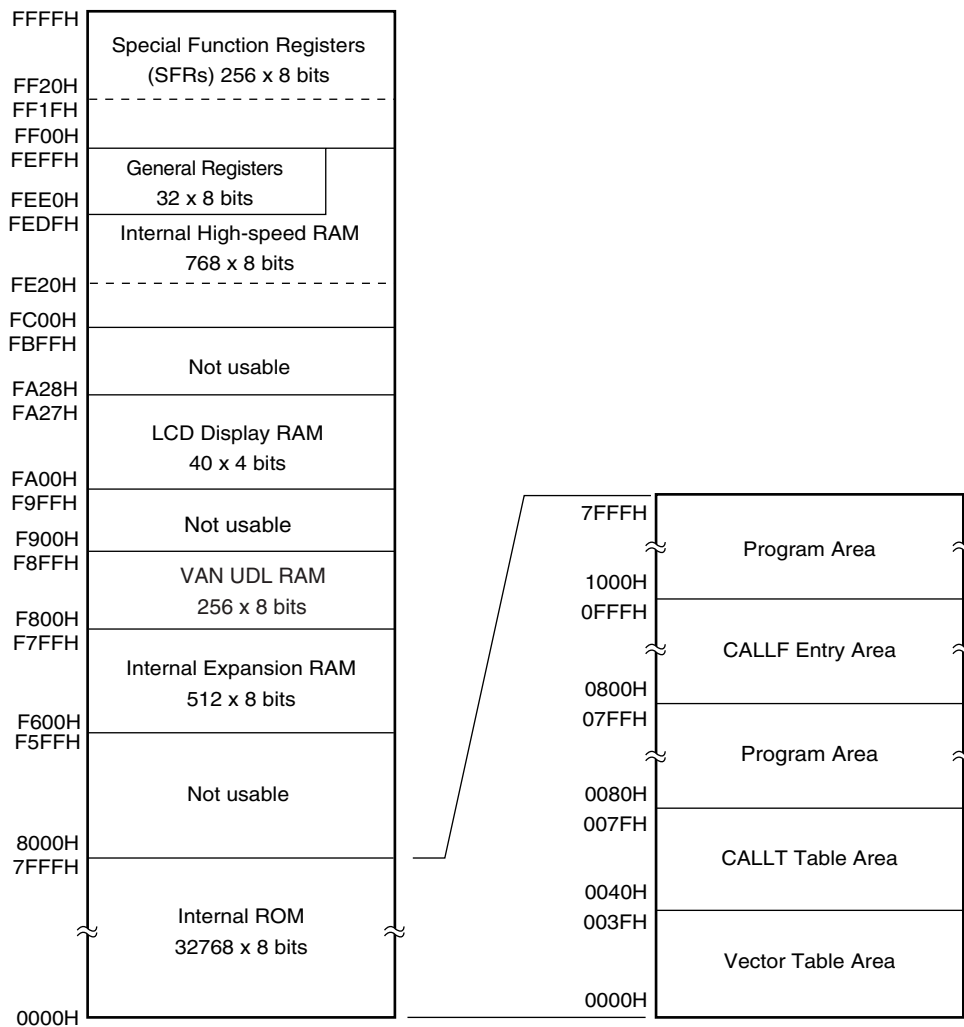 FFFFH
Special Function Registers
(SFRs) 256 x 8 bits
FF20H
FF1FH
FF00H
FEFFH
General Registers
32 x 8 bits
FEE0H
FEDFH
Internal High-speed RAM
768 x 8 bits
FE20H
FC00H
FBFFH
Not usable
FA28H
FA27H
LCD Display RAM
40 x 4 bits
FA00H
F9FFH
Not usable
F900H
F8FFH
VAN UDL RAM
256 x 8 bits
F800H
F7FFH
Internal Expansion RAM
512 x 8 bits
F600H
F5FFH
Not usable
8000H
7FFFH
Internal ROM
32768 x 8 bits
0000H
7FFFH
Program Area
1000H
0FFFH
CALLF Entry Area
0800H
07FFH
Program Area
0080H
007FH
CALLT Table Area
0040H
003FH
Vector Table Area
0000H